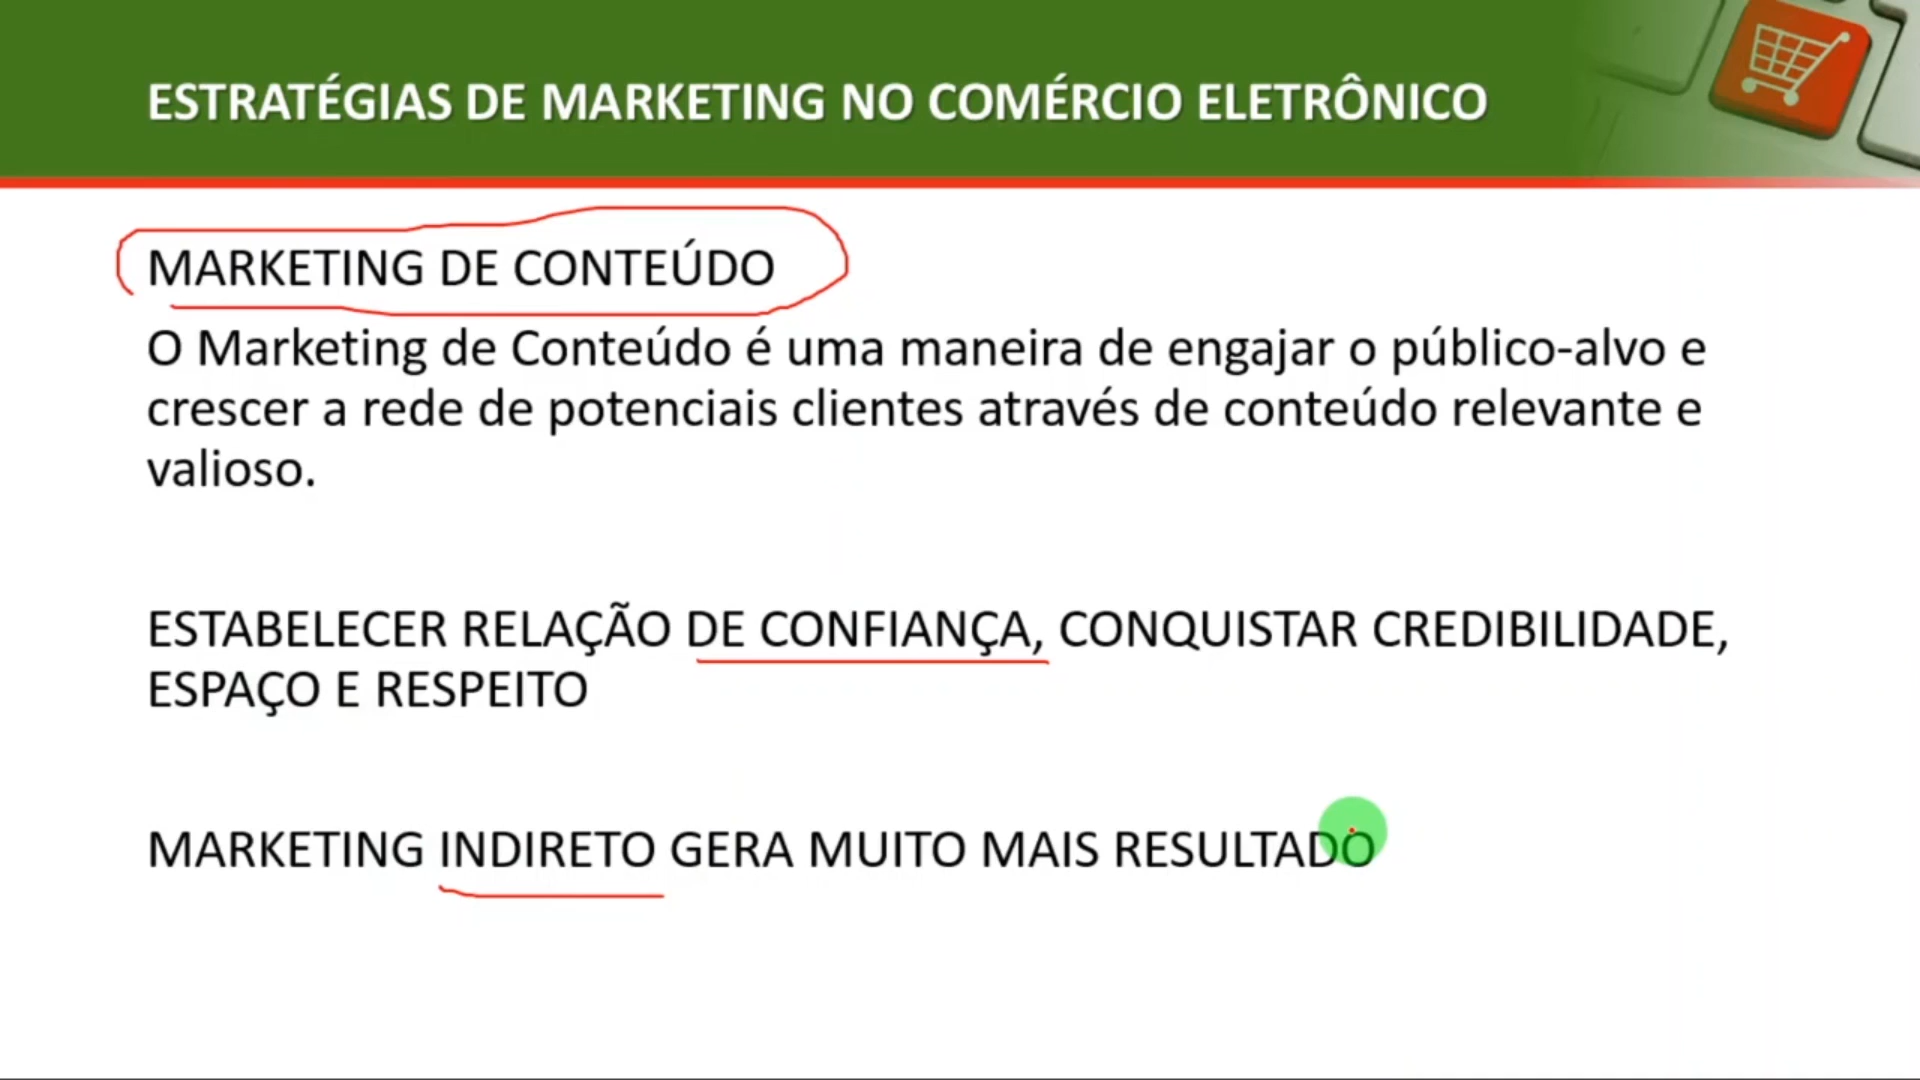 ESTRATÉGIAS DE MARKETING NO COMÉRCIO ELETRÔNICO
MARKETING DE CONTEÚDO
O Marketing de Conteúdo é uma maneira de engajar o público-alvo e
crescer a rede de potenciais clientes através de conteúdo relevante e
valioso.
ESTABELECER RELAÇÃO DE CONFIANÇA, CONQUISTAR CREDIBILIDADE,
ESPAÇO E RESPEITO
MARKETING INDIRETO GERA MUITO MAIS RESULTADO